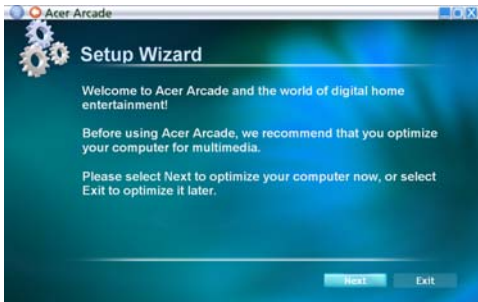 Acer Arcade
Setup Wizard
Welcome to Acer Arcade and the world of digital home
entertainment!
Before using Acer Arcade, we recommend that you optimize
your computer for multimedia.
Please select Next to optimize your computer now, or select
Exit to optimize it later.
Next Exit